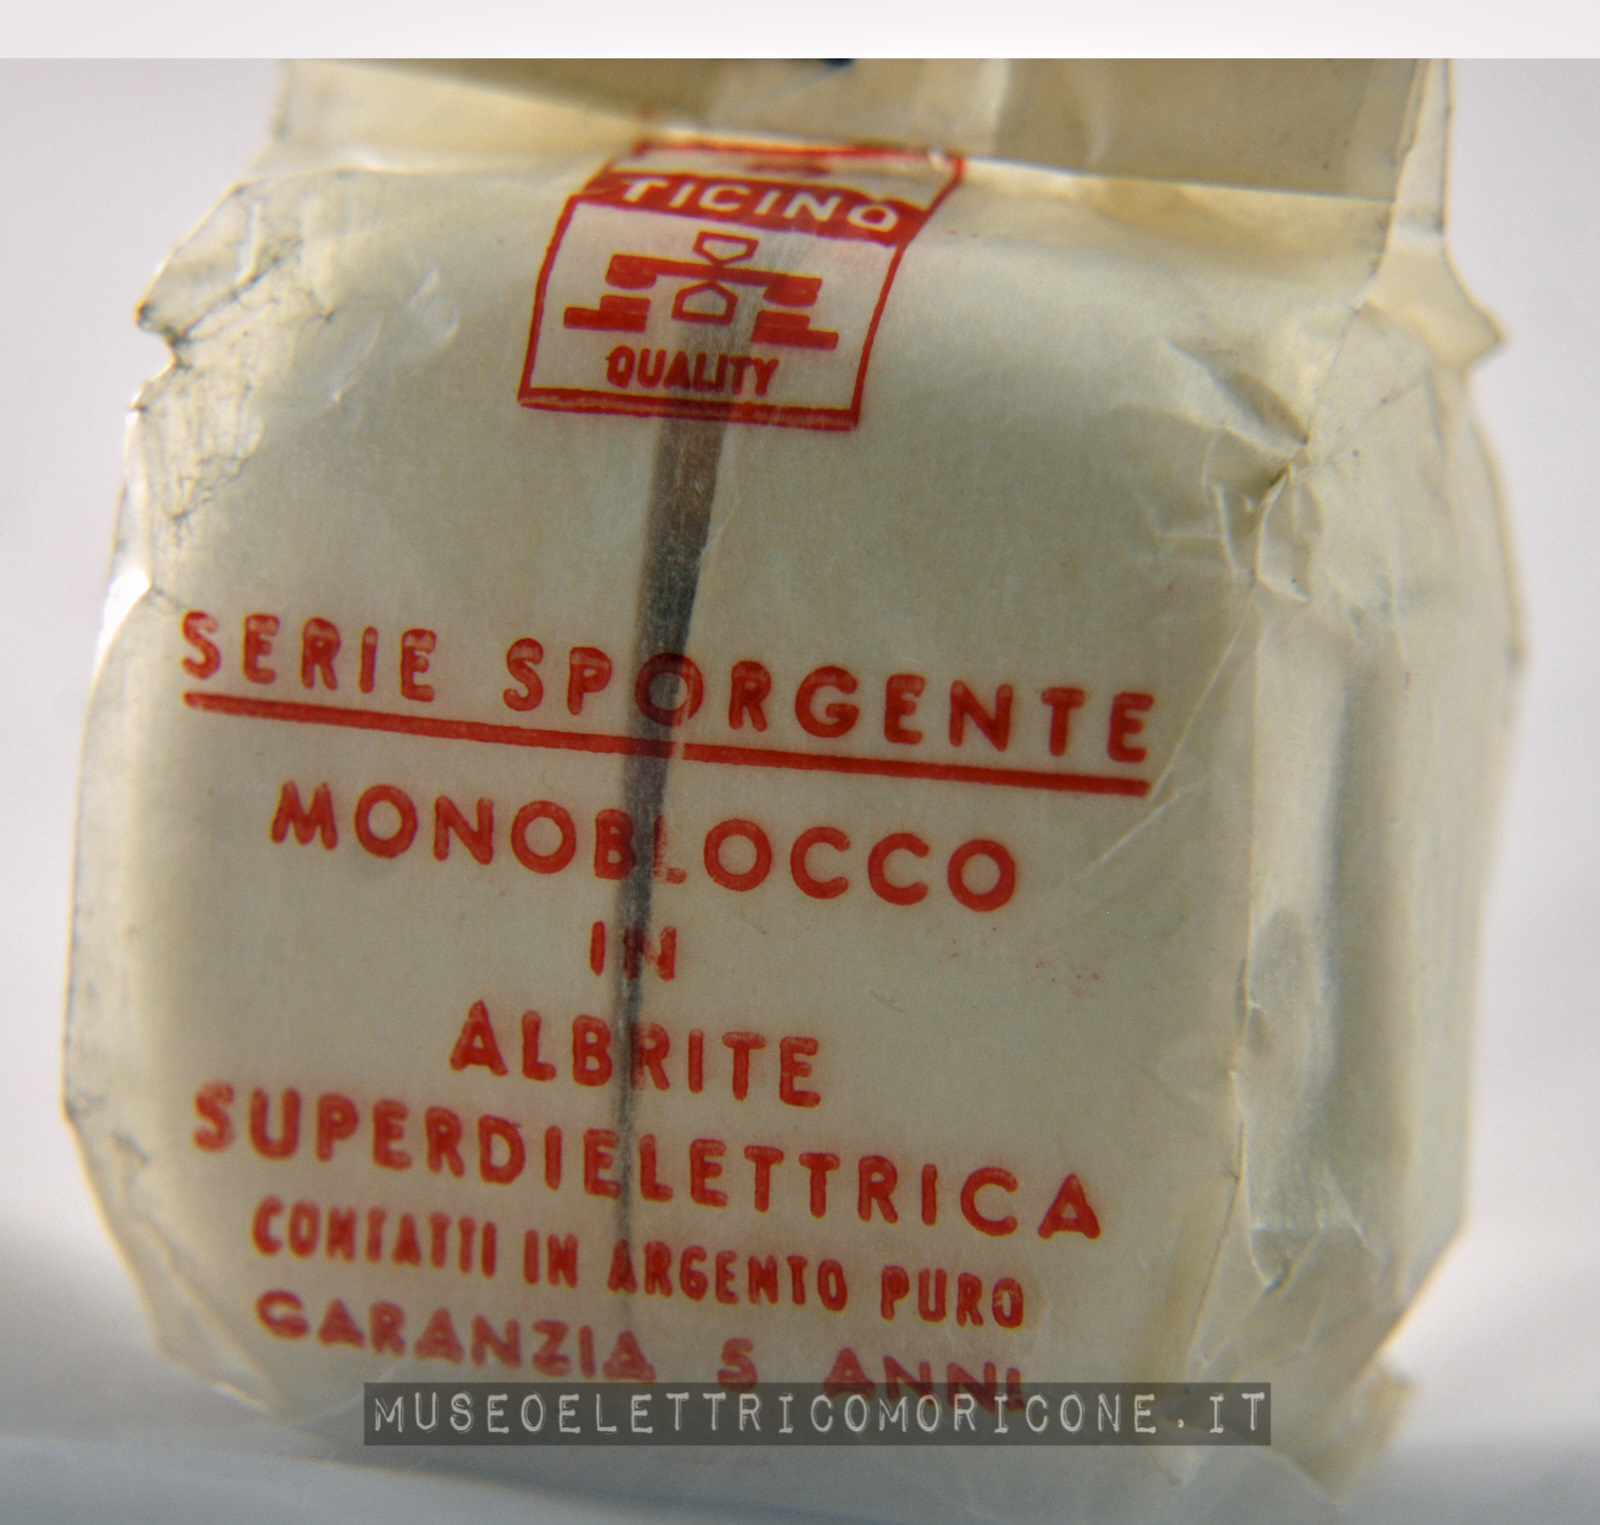 TICINO
QUALITY
SERIE SPORGENTE
MONOBLOCCO
IN
ALBRITE
SUPERDIELETTRICA
CONTATTI IN ARGENTO PURO
GARANZIA 5 ANNI
MUSEOELETTRICOMORICONE.IT